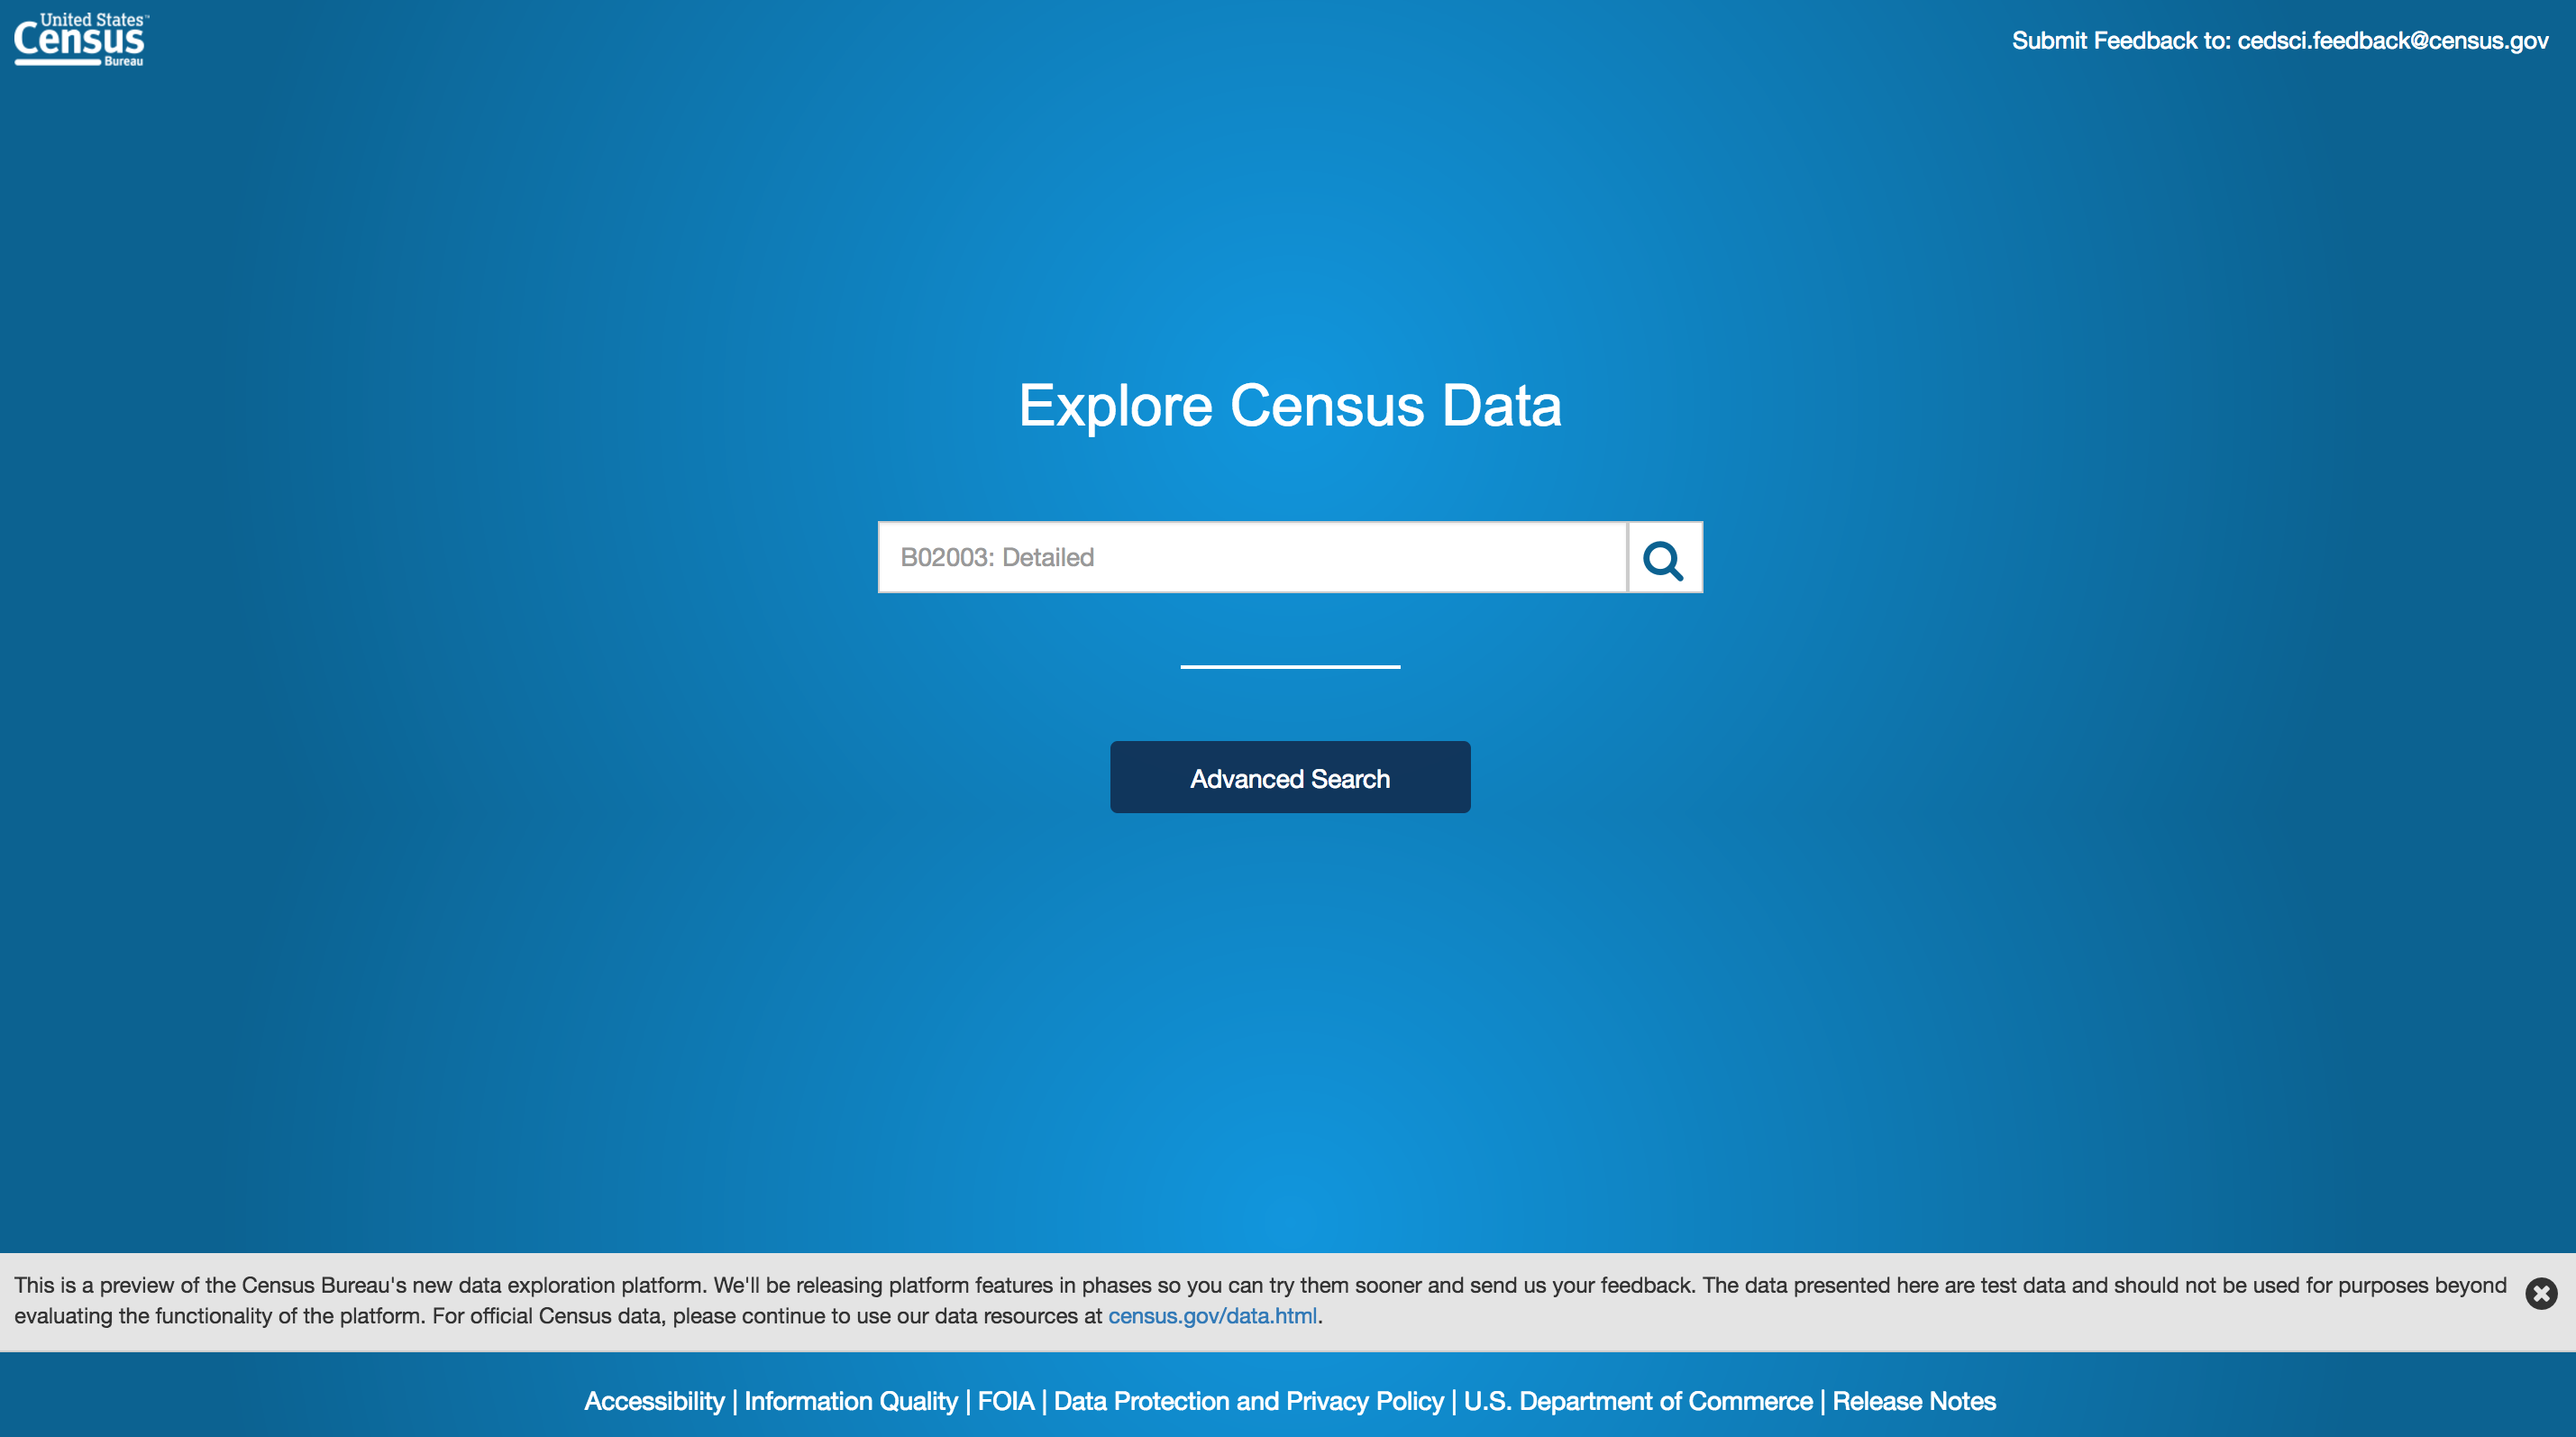 United States™
Census
Bureau
Submit Feedback to: cedsci.feedback@census.gov
Explore Census Data
B02003: Detailed
Advanced Search
This is a preview of the Census Bureau's new data exploration platform. We'll be releasing platform features in phases so you can try them sooner and send us your feedback. The data presented here are test data and should not be used for purposes beyond
evaluating the functionality of the platform. For official Census data, please continue to use our data resources at census.gov/data.html.
Accessibility | Information Quality | FOIA | Data Protection and Privacy Policy | U.S. Department of Commerce | Release Notes